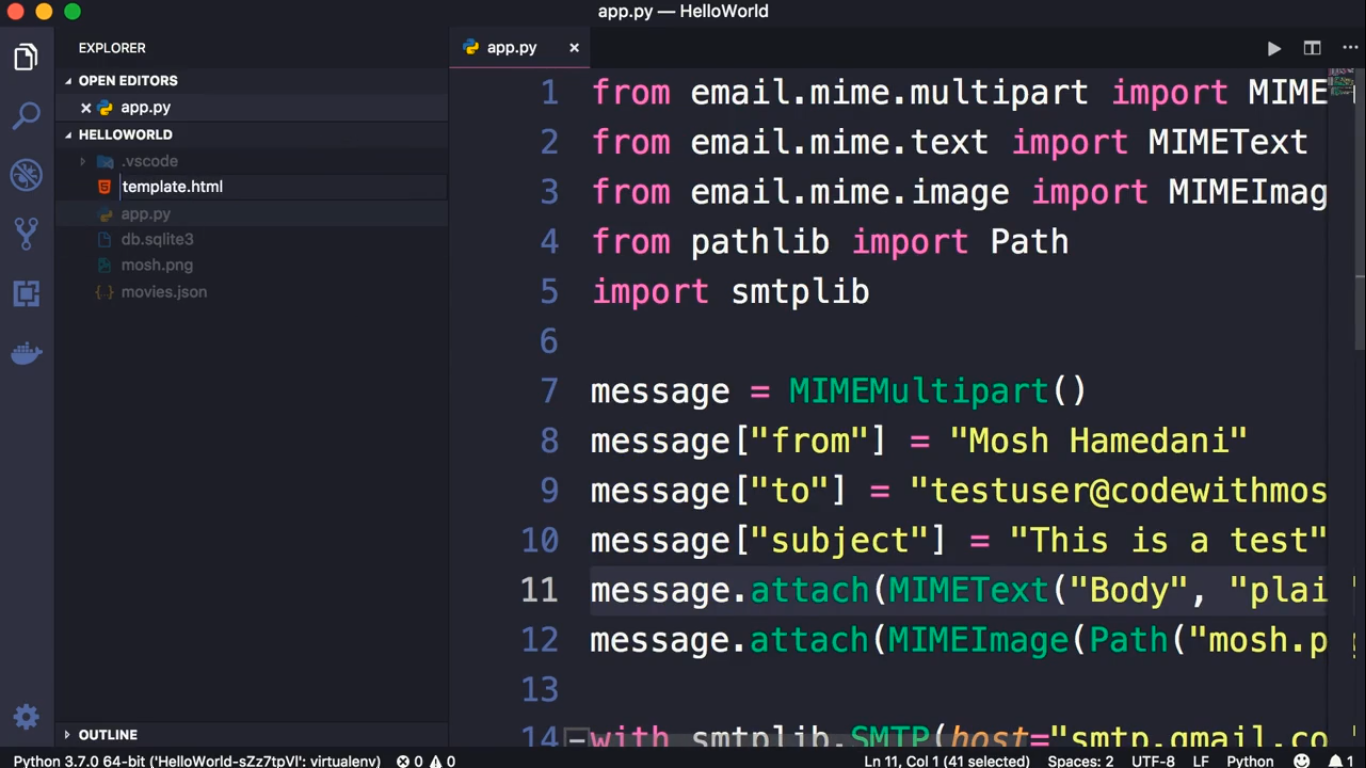 app.py — HelloWorld
EXPLORER
OPEN EDITORS
app.py
HELLOWORLD
.vscode
template.html
app.py
db.sqlite3
mosh.png
movies.json
OUTLINE
app.py
1 from email.mime.multipart import MIME
2 from email.mime.text import MIMEText
3 from email.mime.image import MIMEImag
4 from pathlib import Path
5 import smtplib
6
7 message = MIMEMultipart()
8 message["from"] = "Mosh Hamedani"
9 message["to"] = "testuser@codewithmos
10 message["subject"] = "This is a test"
11 message.attach(MIMEText("Body", "plai
12 message.attach(MIMEImage(Path("mosh.p
13
14 with smtplib.SMTP(host="smtp.gmail.co
Python 3.7.0 64-bit ('HelloWorld-sZz7tpVl': virtualenv) 0 0 Ln 11, Col 1 (41 selected) Spaces: 2 UTF-8 LF Python 1